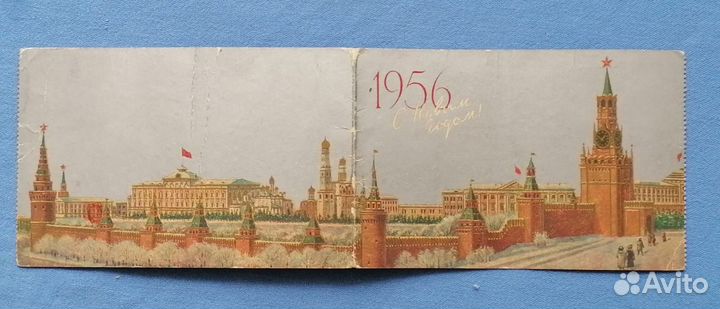 1956
С Новым
годом!
Avito